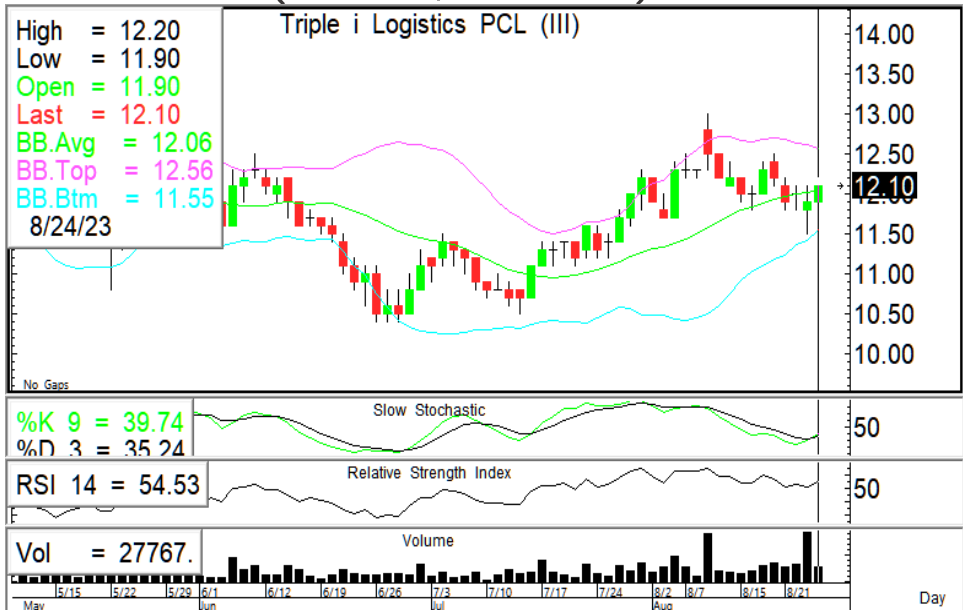 Triple i Logistics PCL (III)
High = 12.20
Low = 11.90
Open = 11.90
Last = 12.10
BB.Avg = 12.06
BB.Top = 12.56
BB.Btm = 11.55
8/24/23
14.00
13.50
13.00
12.50
12.10
12.00
11.50
11.00
10.50
10.00
No Gaps
Slow Stochastic
%K 9 = 39.74
%D 3 = 35.24
50
Relative Strength Index
RSI 14 = 54.53
50
Volume
Vol = 27767.
5/15 5/22 5/29 6/1 6/12 6/19 6/26 7/3 7/10 7/17 7/24 8/2 8/7 8/15 8/21
May Jun Jul Aug
Day